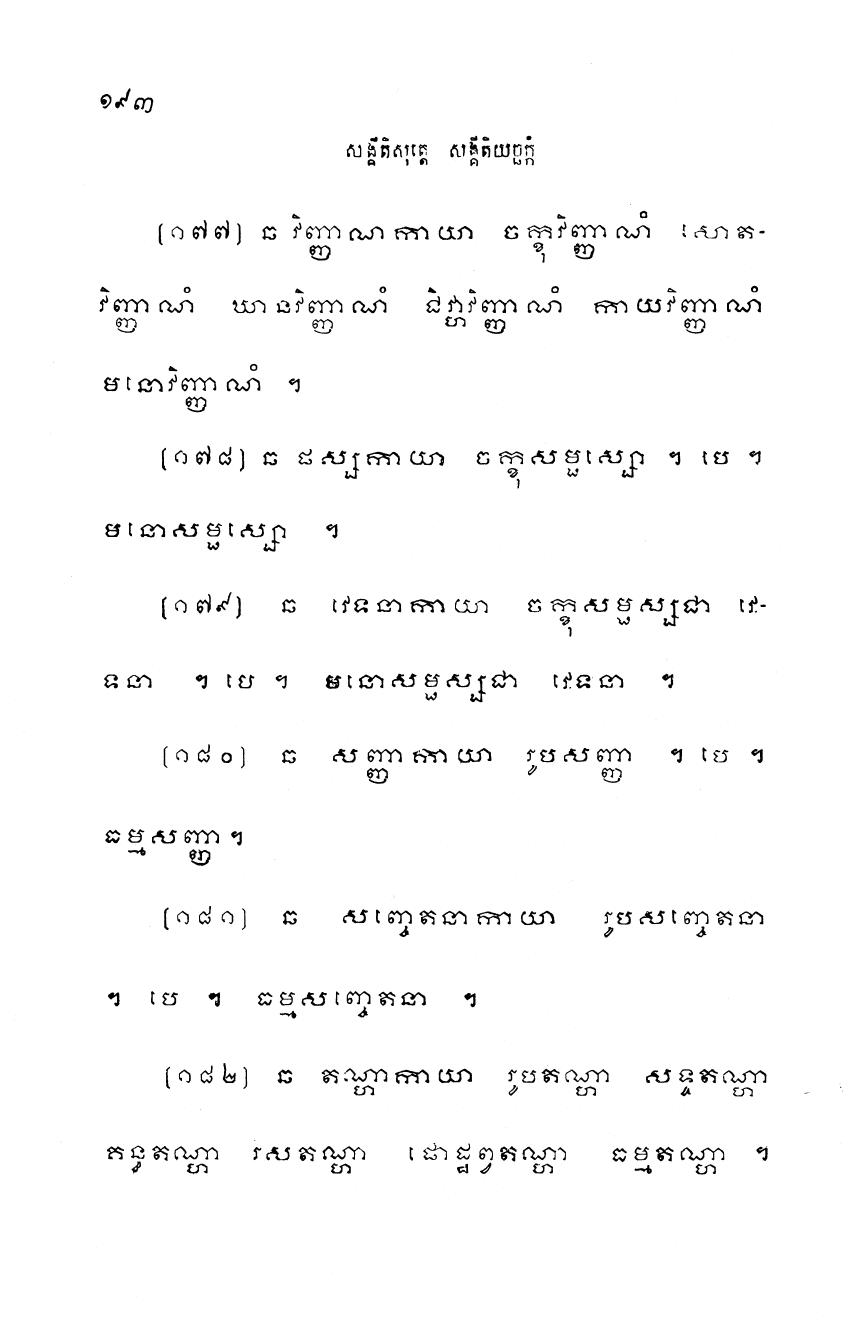 ១៩៣
សង្គីតិសុត្តេ សង្គីតិយច្ឆក្កំ
(១៧៧) ឆ វិញ្ញាណកាយា ចក្ខុវិញ្ញាណំ សោត-
វិញ្ញាណំ ឃានវិញ្ញាណំ ជិវ្ហាវិញ្ញាណំ កាយវិញ្ញាណំ
មនោវិញ្ញាណំ ។
(១៧៨) ឆ ផស្សកាយា ចក្ខុសម្ផស្សោ ។ បេ ។
មនោសម្ផស្សោ ។
(១៧៩) ឆ វេទនាកាយា ចក្ខុសម្ផស្សជា វេ-
ទនា ។ បេ ។ មនោសម្ផស្សជា វេទនា ។
(១៨០) ឆ សញ្ញាកាយា រូបសញ្ញា ។ បេ ។
ធម្មសញ្ញា ។
(១៨១) ឆ សញ្ចេតនាកាយា រូបសញ្ចេតនា
។ បេ ។ ធម្មសញ្ចេតនា ។
(១៨២) ឆ តណ្ហាកាយា រូបតណ្ហា សទ្ទតណ្ហា
គន្ធតណ្ហា រសតណ្ហា ផោដ្ឋព្វតណ្ហា ធម្មតណ្ហា ។